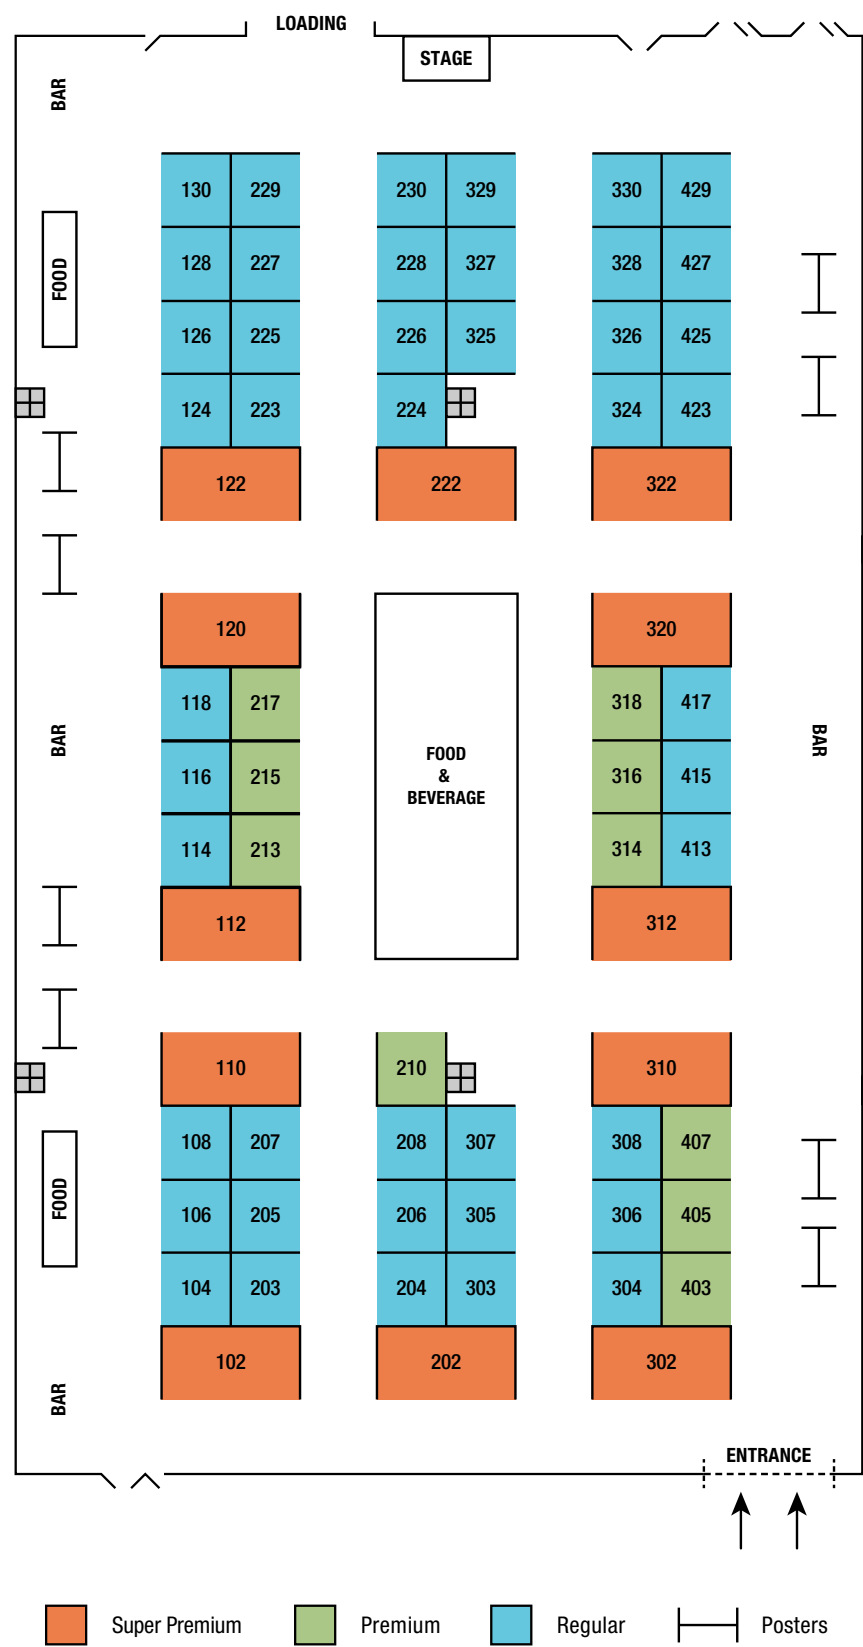 LOADING
STAGE
BAR
130 229 230 329 330 429
128 227 228 327 328 427
FOOD
126 225 226 325 326 425
124 223 224 324 423
122 222 322
120 320
118 217 318 417
BAR
FOOD
&
BEVERAGE
BAR
116 215 316 415
114 213 314 413
112 312
110 210 310
108 207 208 307 308 407
FOOD
106 205 206 305 306 405
104 203 204 303 304 403
102 202 302
BAR
ENTRANCE
Super Premium Premium Regular Posters